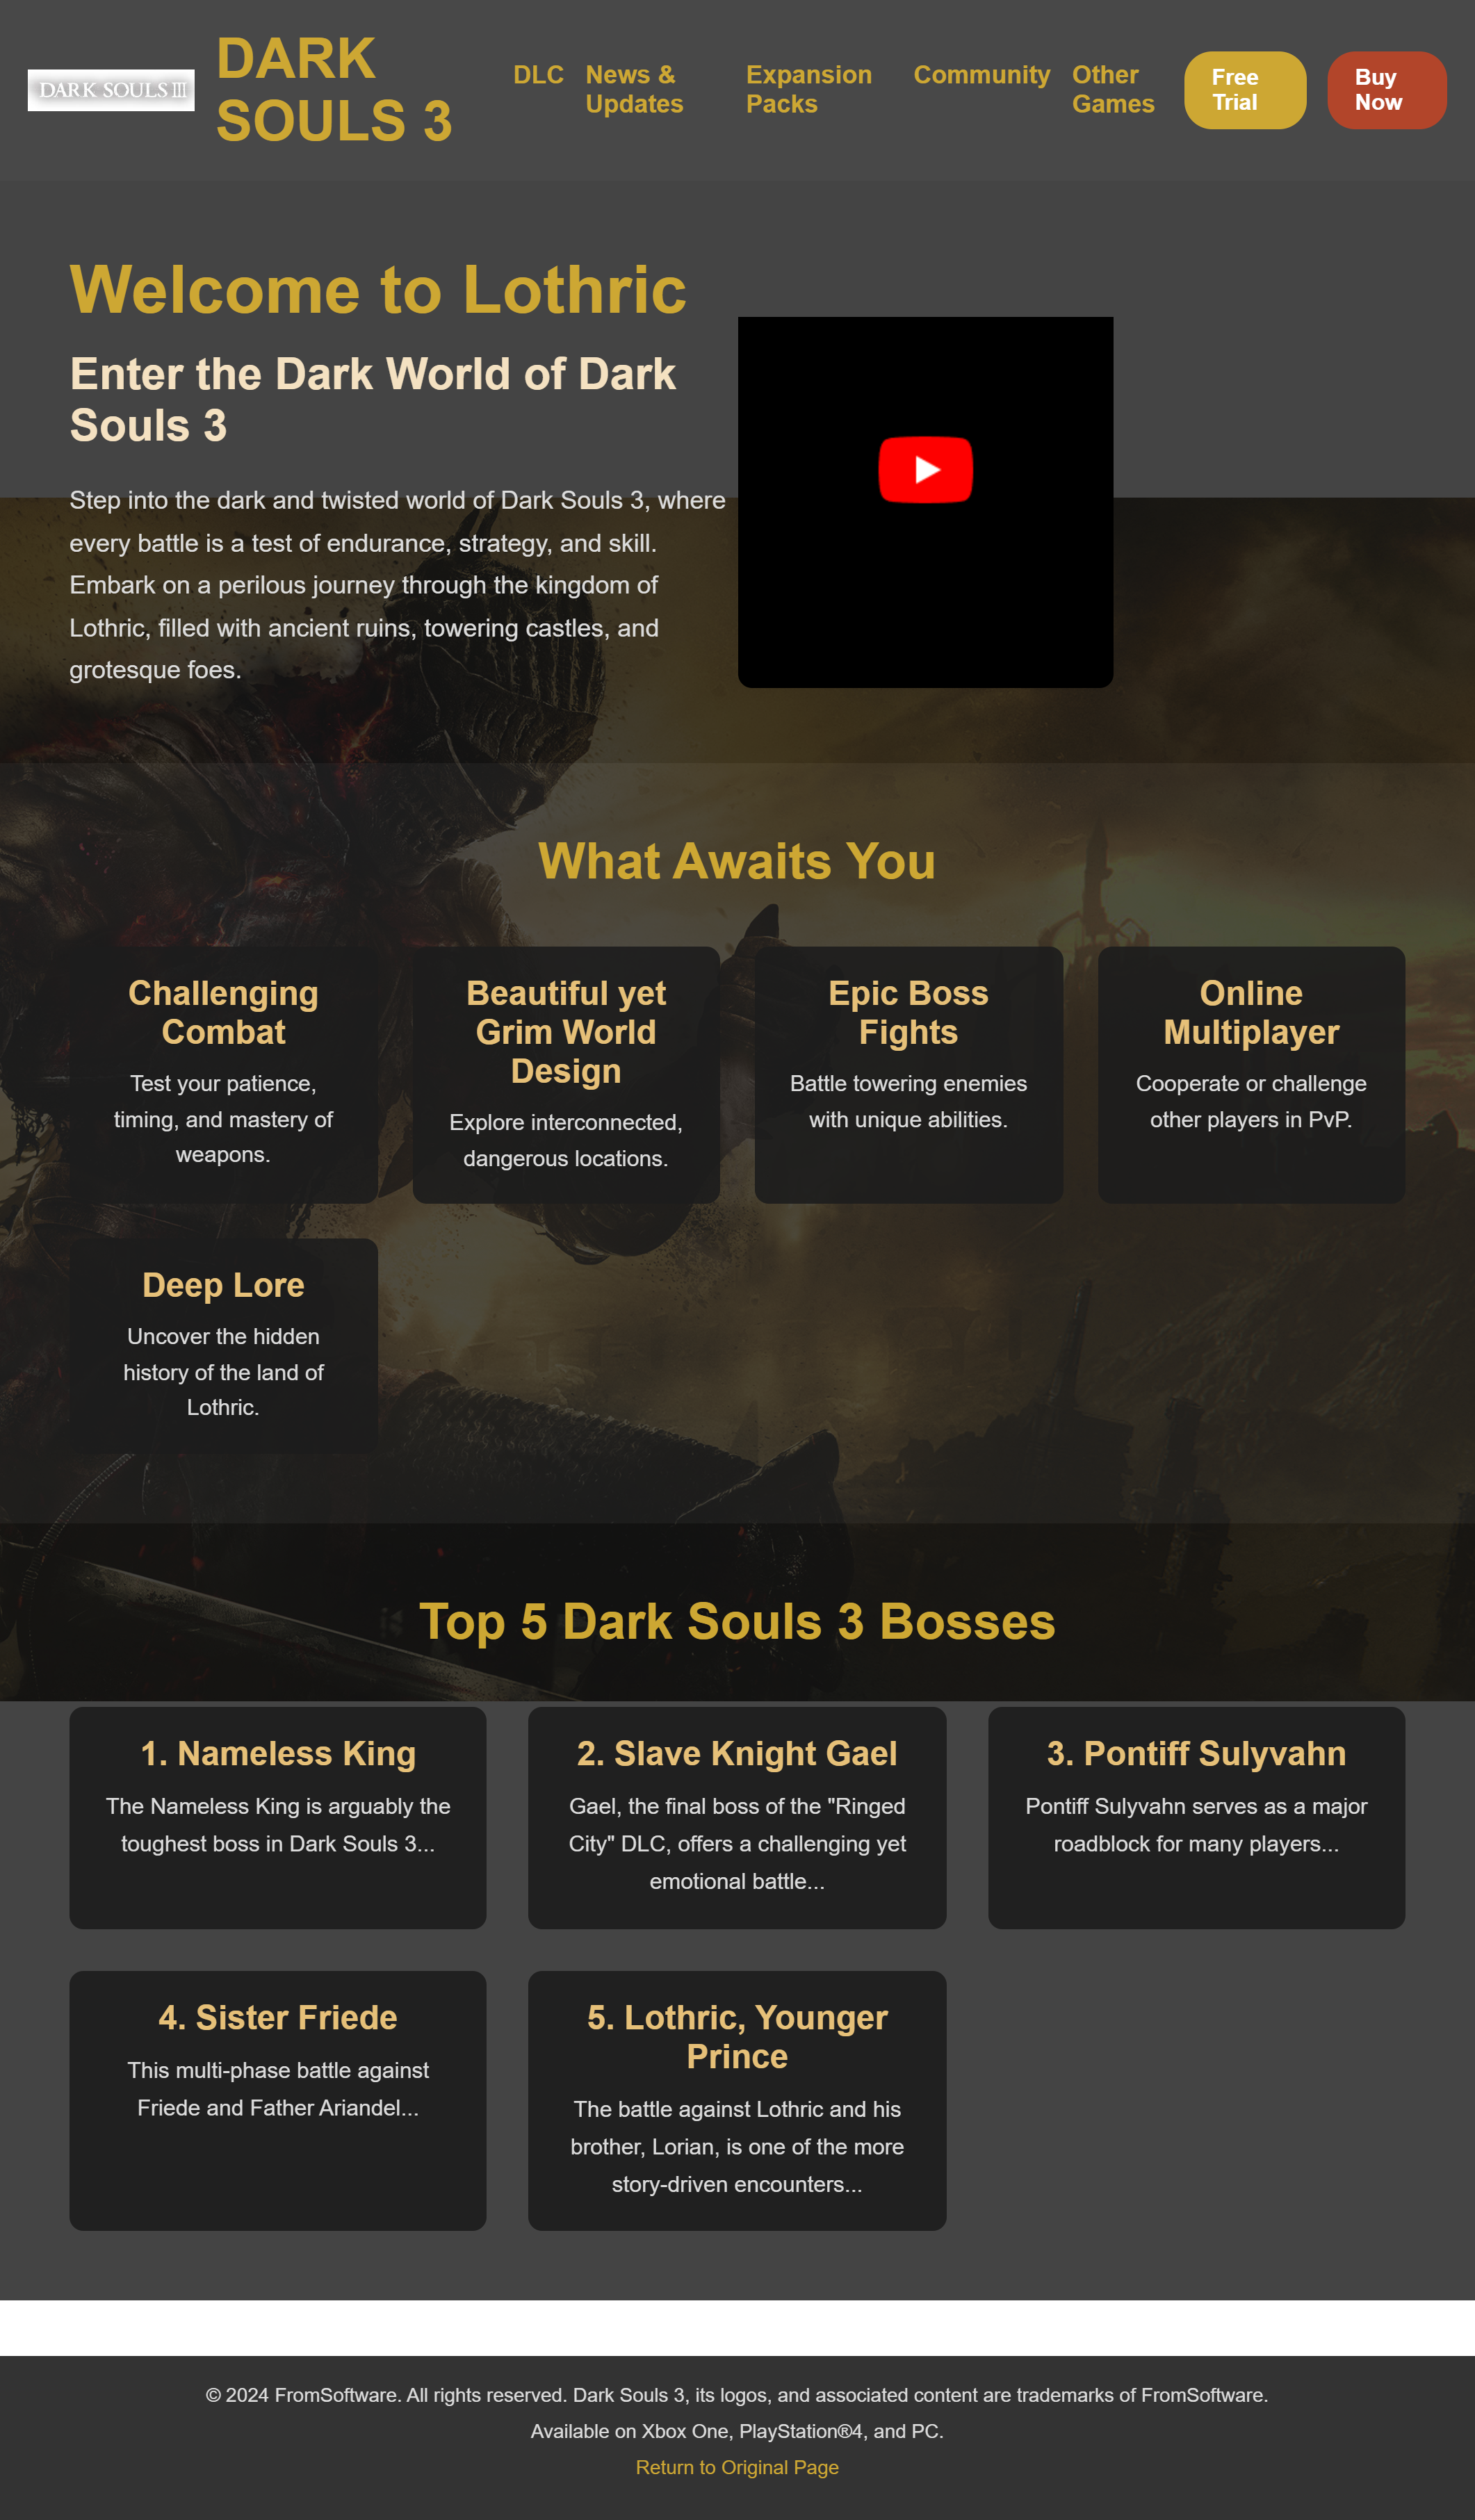 DARK SOULS III
DARK
SOULS 3
DLC
News &
Updates
Expansion
Packs
Community
Other
Games
Free
Trial
Buy
Now
Welcome to Lothric
Enter the Dark World of Dark
Souls 3
Step into the dark and twisted world of Dark Souls 3, where
every battle is a test of endurance, strategy, and skill.
Embark on a perilous journey through the kingdom of
Lothric, filled with ancient ruins, towering castles, and
grotesque foes.
What Awaits You
Challenging
Combat
Test your patience,
timing, and mastery of
weapons.
Beautiful yet
Grim World
Design
Explore interconnected,
dangerous locations.
Epic Boss
Fights
Battle towering enemies
with unique abilities.
Online
Multiplayer
Cooperate or challenge
other players in PvP.
Deep Lore
Uncover the hidden
history of the land of
Lothric.
Top 5 Dark Souls 3 Bosses
1. Nameless King
The Nameless King is arguably the
toughest boss in Dark Souls 3...
2. Slave Knight Gael
Gael, the final boss of the "Ringed
City" DLC, offers a challenging yet
emotional battle...
3. Pontiff Sulyvahn
Pontiff Sulyvahn serves as a major
roadblock for many players...
4. Sister Friede
This multi-phase battle against
Friede and Father Ariandel...
5. Lothric, Younger
Prince
The battle against Lothric and his
brother, Lorian, is one of the more
story-driven encounters...
© 2024 FromSoftware. All rights reserved. Dark Souls 3, its logos, and associated content are trademarks of FromSoftware.
Available on Xbox One, PlayStation®4, and PC.
Return to Original Page